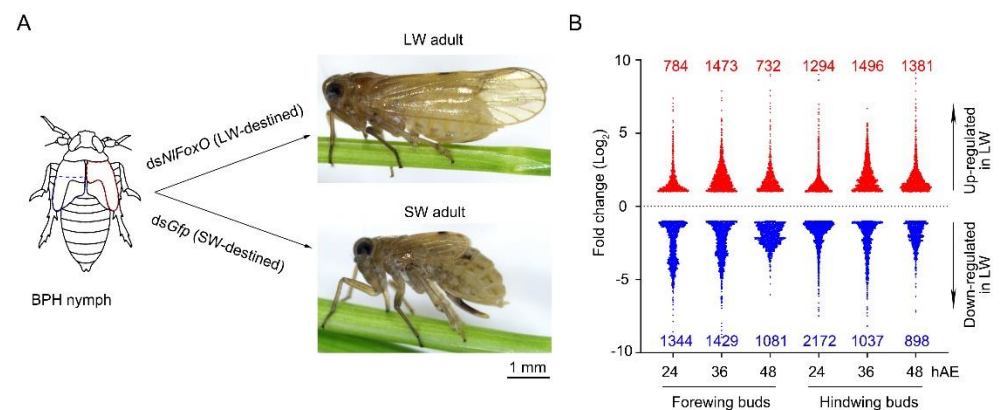 A
LW adult
dsNlFoxO (LW-destined)
dsGfp (SW-destined)
BPH nymph
SW adult
1 mm
B
Fold change (Log2)
10
5
0
-5
-10
784 1473 732 1294 1496 1381
1344 1429 1081 2172 1037 898
Up-regulated
in LW
Down-regulated
in LW
24 36 48 24 36 48 hAE
Forewing buds Hindwing buds